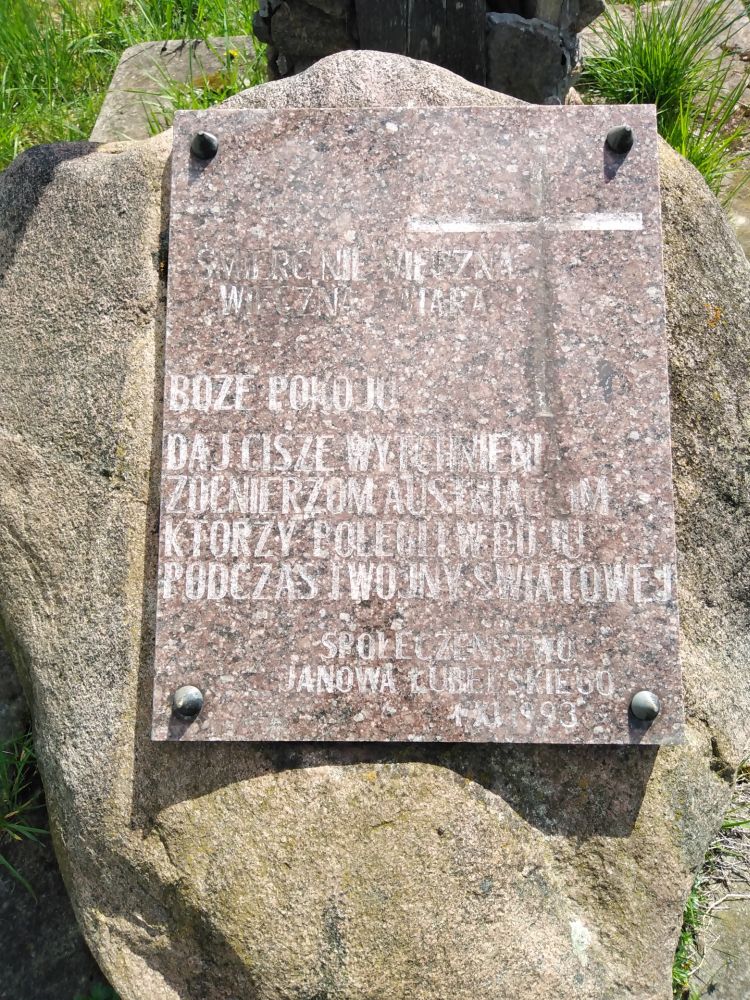 ŚMIERĆ NIE WIECZNA
WIECZNA WIARA
BOŻE POKOJU
DAJ CISZĘ WYTCHNIENIA
ŻOŁNIERZOM AUSTRIACKIM
KTÓRZY POLEGLI W BOJU
PODCZAS I WOJNY ŚWIATOWEJ
SPOŁECZEŃSTWO
JANOWA LUBELSKIEGO
1 XI 1993